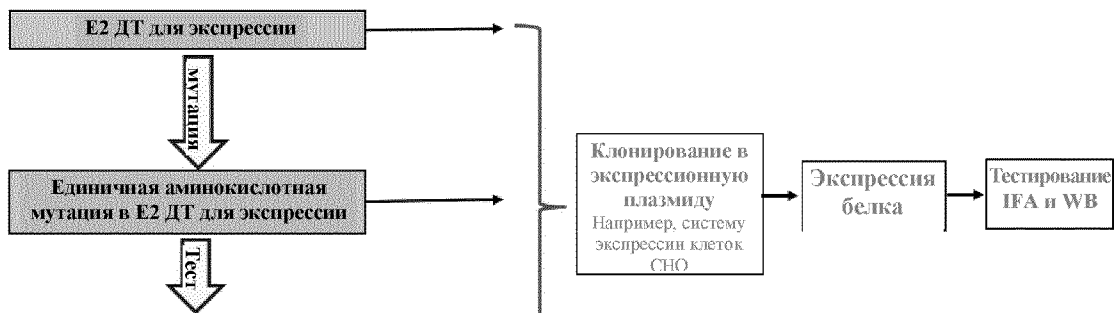 E2 ДТ для экспрессии
мутация
Единичная аминокислотная
мутация в E2 ДТ для экспрессии
Тест
Клонирование в
экспрессионную
плазмиду
Например, систему
экспрессии клеток
CHO
Экспрессия
белка
Тестирование
IFA и WB